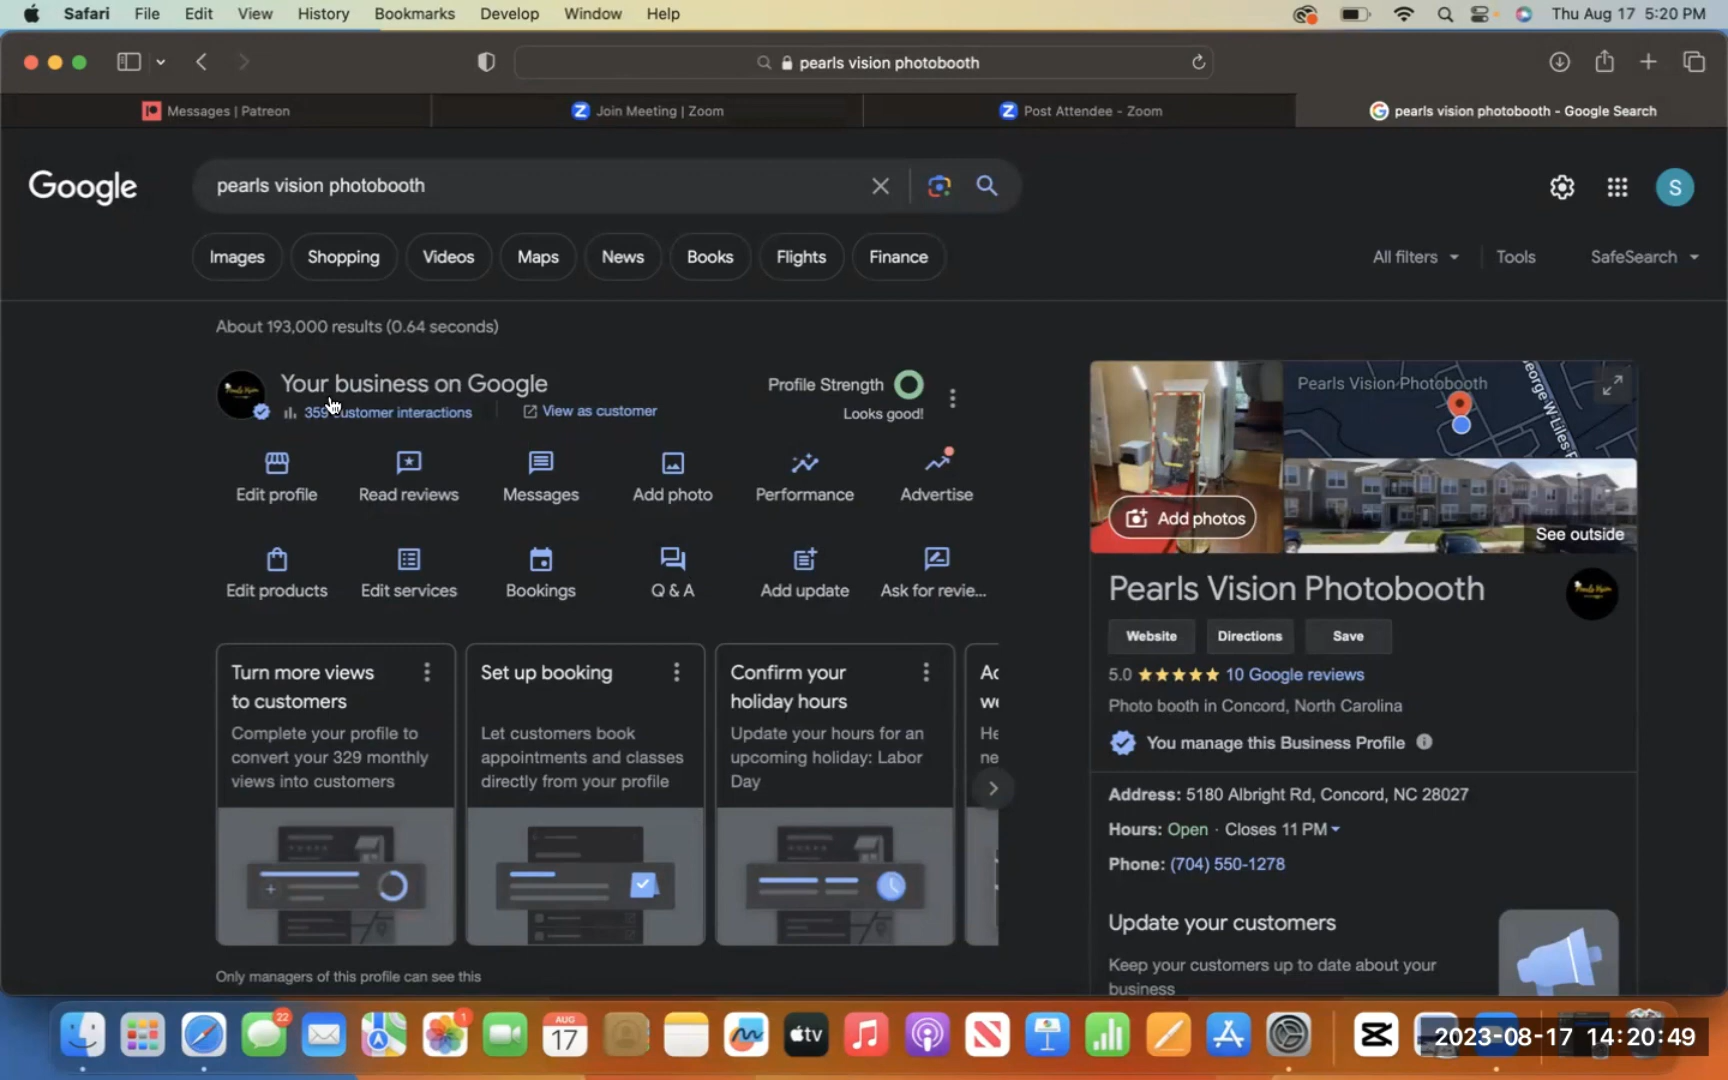 Safari File Edit View History Bookmarks Develop Window Help Thu Aug 17 5:20 PM
pearls vision photobooth
Messages | Patreon
Join Meeting | Zoom
Post Attendee - Zoom
pearls vision photobooth - Google Search
Google
pearls vision photobooth
S
Images Shopping Videos Maps News Books Flights Finance
All filters Tools SafeSearch
About 193,000 results (0.64 seconds)
Your business on Google
359 customer interactions
View as customer
Profile Strength
Looks good!
Edit profile Read reviews Messages Add photo Performance Advertise
Edit products Edit services Bookings Q & A Add update Ask for revie...
Turn more views
to customers
Complete your profile to
convert your 329 monthly
views into customers
Set up booking
Let customers book
appointments and classes
directly from your profile
Confirm your
holiday hours
Update your hours for an
upcoming holiday: Labor
Day
Only managers of this profile can see this
Add photos
Pearls Vision Photobooth
George W Liles P
See outside
Pearls Vision Photobooth
Website Directions Save
5.0 10 Google reviews
Photo booth in Concord, North Carolina
You manage this Business Profile
Address: 5180 Albright Rd, Concord, NC 28027
Hours: Open · Closes 11 PM
Phone: (704) 550-1278
Update your customers
Keep your customers up to date about your
business
22
1
AUG
17
tv
2023-08-17 14:20:49